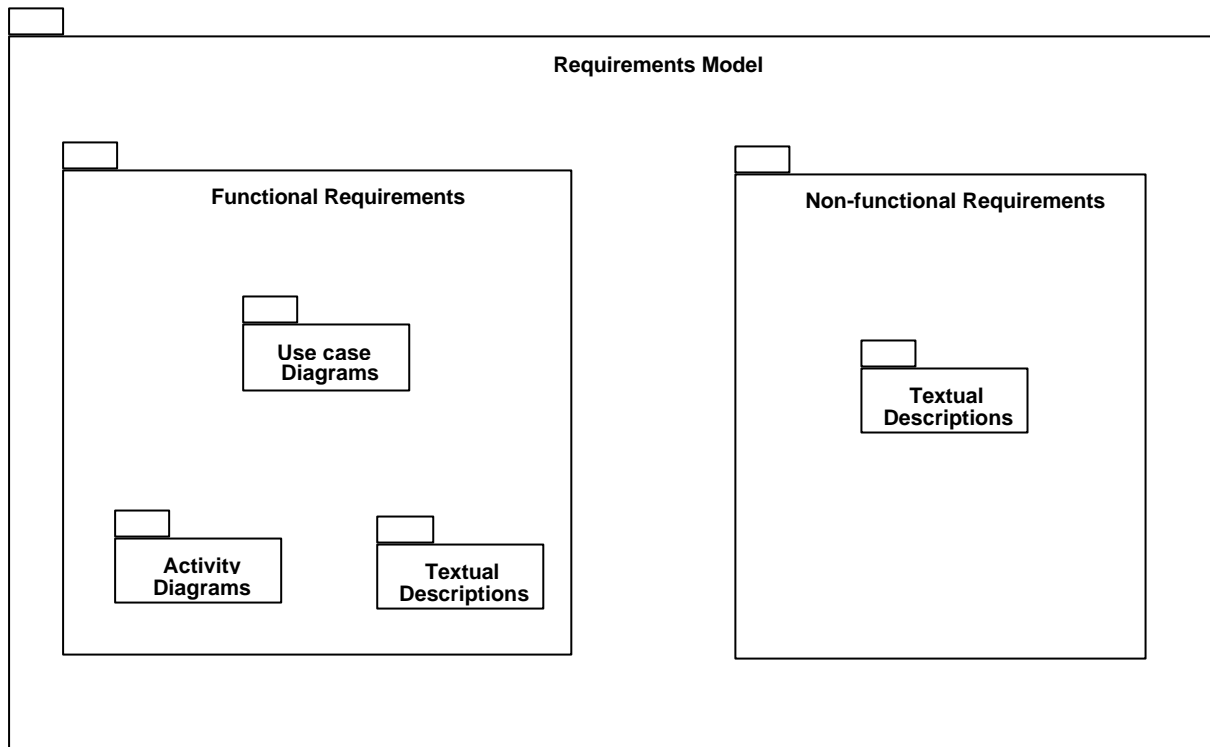 Requirements Model
Functional Requirements
Non-functional Requirements
Use case
Diagrams
Textual
Descriptions
Activity
Diagrams
Textual
Descriptions